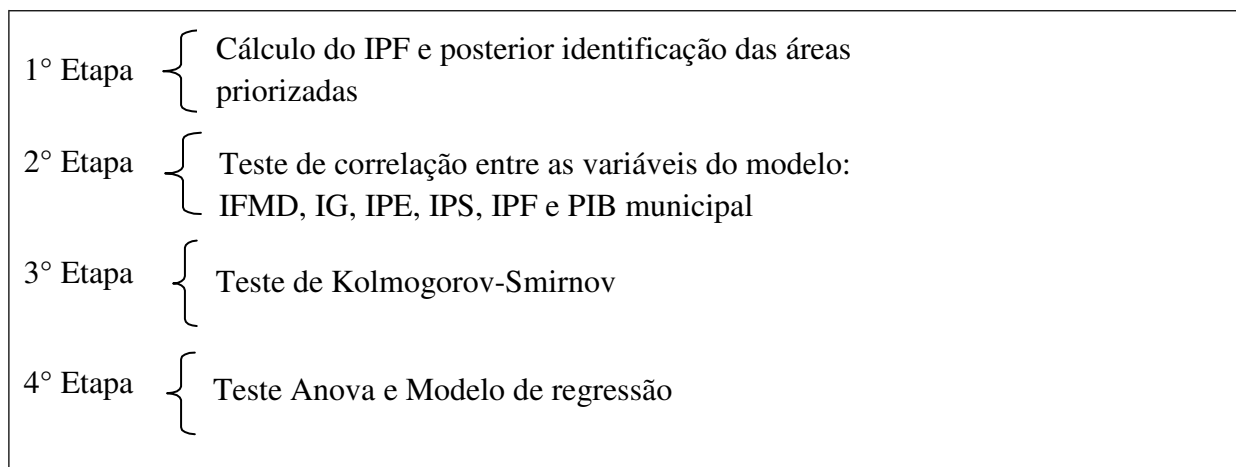 1° Etapa
Cálculo do IPF e posterior identificação das áreas
priorizadas
2° Etapa
Teste de correlação entre as variáveis do modelo:
IFMD, IG, IPE, IPS, IPF e PIB municipal
3° Etapa
Teste de Kolmogorov-Smirnov
4° Etapa
Teste Anova e Modelo de regressão